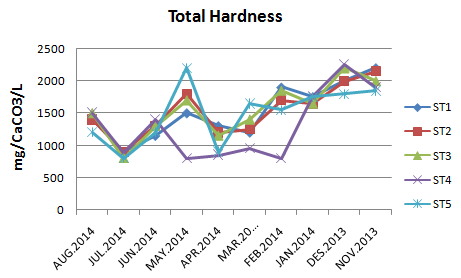 Total Hardness
mg/CaCO3/L
2500
2000
1500
1000
500
0
AUG.2014
JUL.2014
JUN.2014
MAY.2014
APR.2014
MAR.20...
FEB.2014
JAN.2014
DES.2013
NOV.2013
ST1
ST2
ST3
ST4
ST5